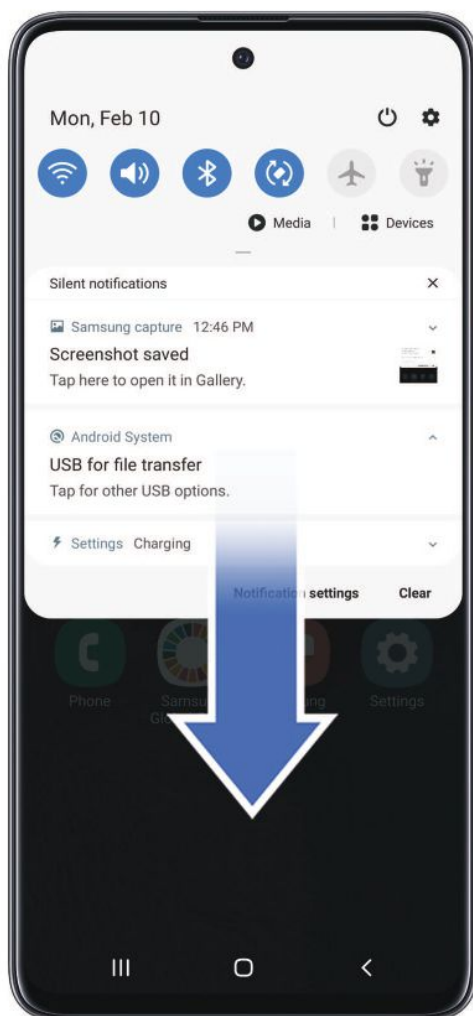 Mon, Feb 10
Media | Devices
Silent notifications
Samsung capture 12:46 PM
Screenshot saved
Tap here to open it in Gallery.
Android System
USB for file transfer
Tap for other USB options.
Settings Charging
Notification settings Clear
Phone Settings